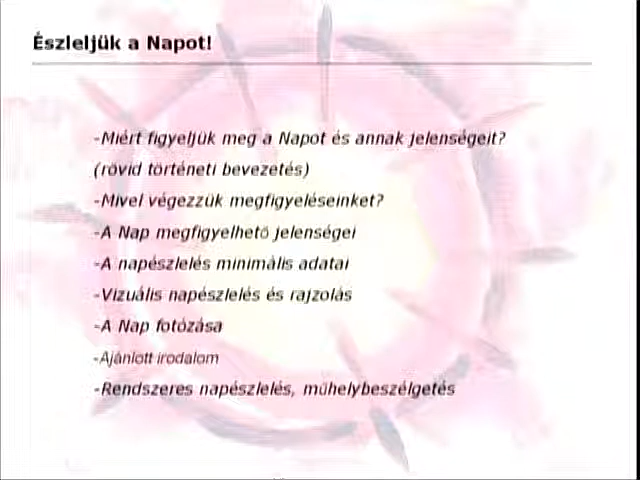 Észleljük a Napot!
-Miért figyeljük meg a Napot és annak jelenségeit?
(rövid történeti bevezetés)
-Mivel végezzük megfigyeléseinket?
-A Nap megfigyelhető jelenségei
-A napészlelés minimális adatai
-Vizuális napészlelés és rajzolás
-A Nap fotózása
-Ajánlott irodalom
-Rendszeres napészlelés, műhelybeszélgetés